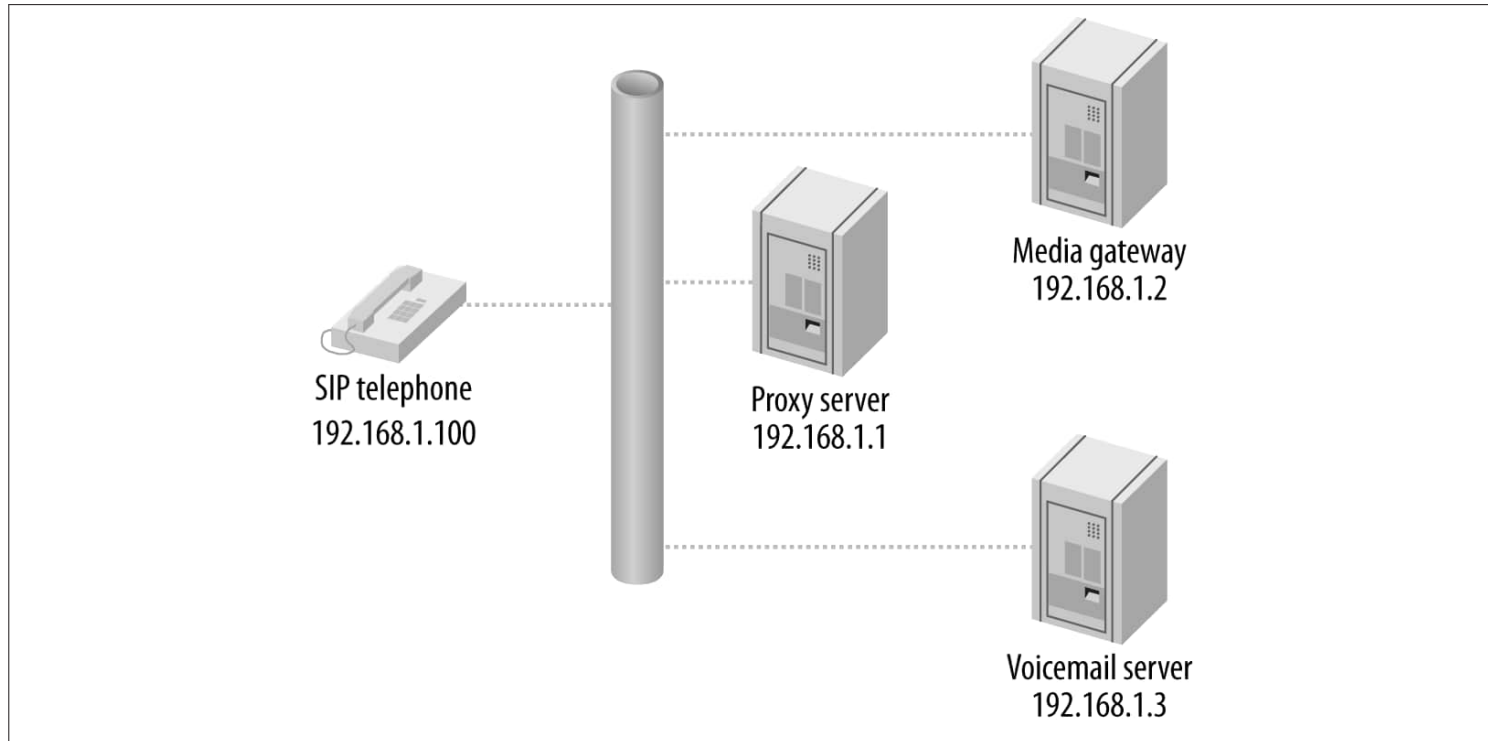 Media gateway
192.168.1.2
SIP telephone
192.168.1.100
Proxy server
192.168.1.1
Voicemail server
192.168.1.3